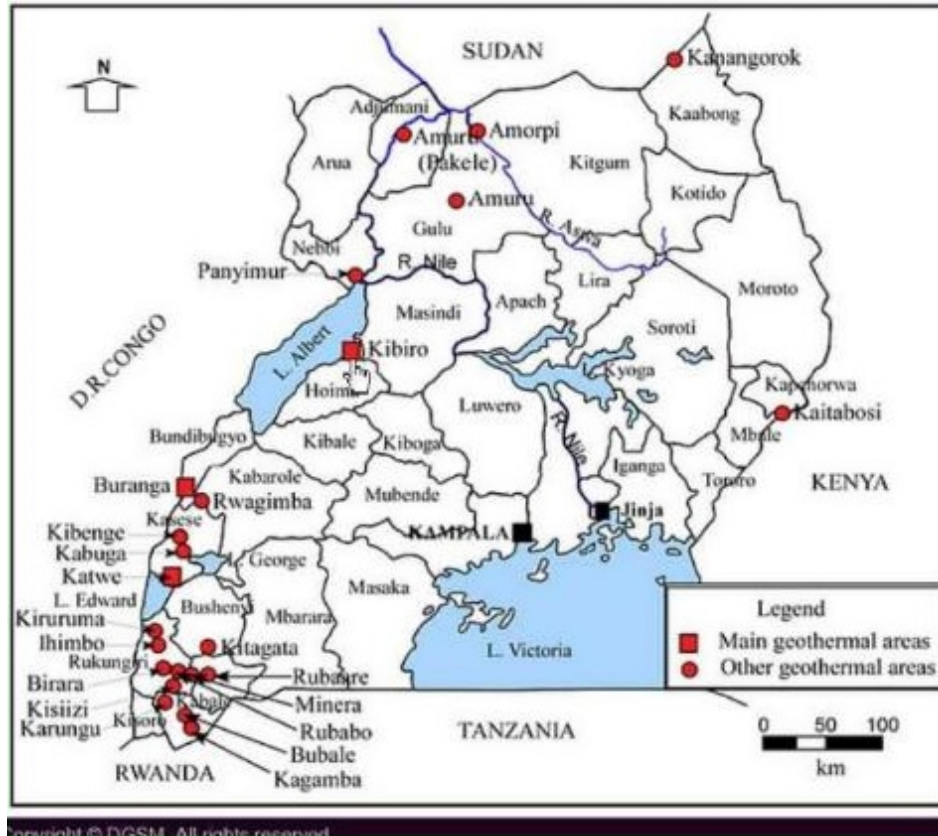 SUDAN
N
Kanangorok
Kaabong
Adjumani
Amuru
(Pakele)
Amorpi
Arua
Kitgum
Kotido
Amuru
Gulu
R. Aswa
Nebbi
Panyimur
R. Nile
Lira
Apach
Moroto
Masindi
Soroti
D.R.CONGO
L. Albert
Kibiro
Hoima
L. Kyoga
Kapchorwa
Luwero
Kaitabosi
Bundibugyo
Kibale
Kiboga
Mbale
R. Nile
Iganga
Kabarole
Tororo
Buranga
Rwagimba
Mubende
KENYA
Kasese
KAMPALA
Jinja
Kibenge
Kabuga
George
Katwe
Masaka
L. Edward
Bushenyi
Mbarara
Kiruruma
Legend
Ihimbo
Kitagata
Main geothermal areas
L. Victoria
Rukungiri
Other geothermal areas
Birara
Rubaare
Kisiizi
Kabale
Minera
Karungu
Kisoro
Rubabo
TANZANIA
0 50 100
km
Bubale
RWANDA
Kagamba
Copyright © DGSM. All rights reserved